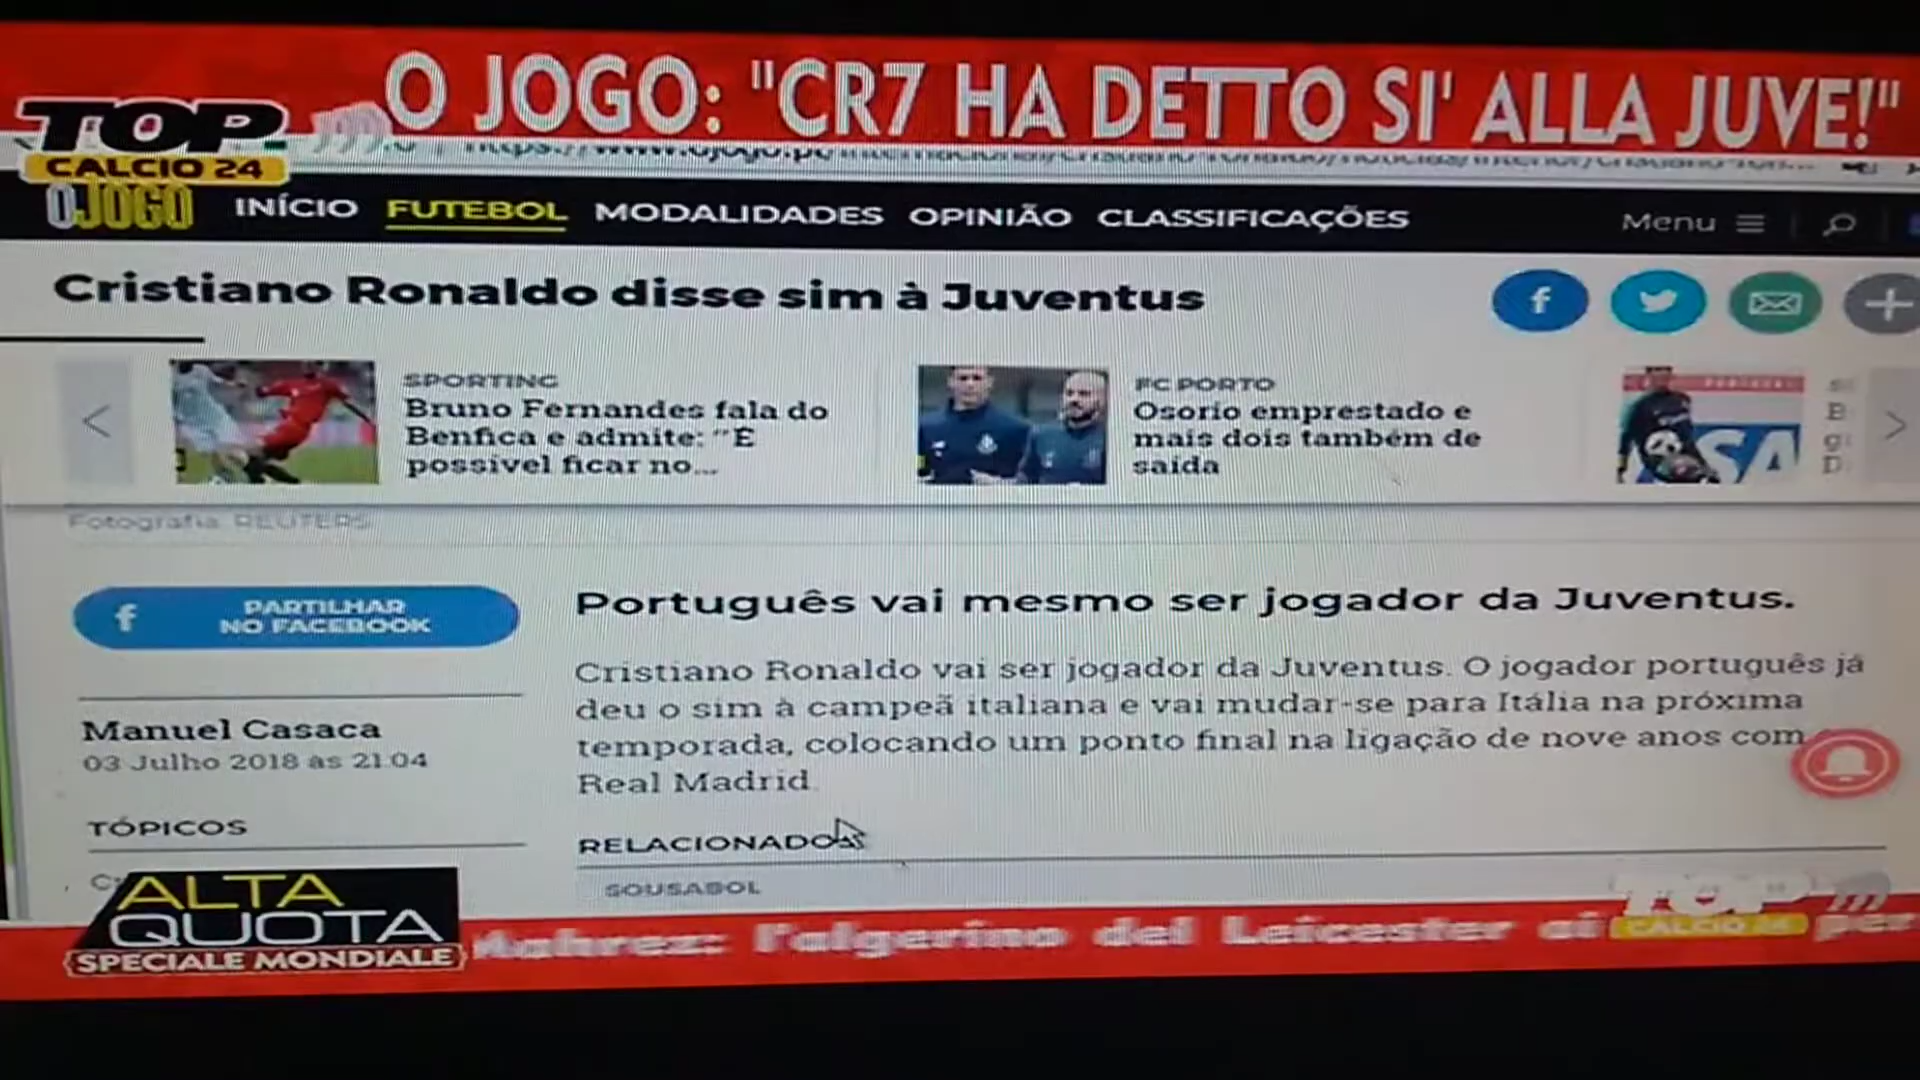 O JOGO: "CR7 HA DETTO SI' ALLA JUVE!"
TOP
CALCIO 24
OJOGO
INÍCIO FUTEBOL MODALIDADES OPINIÃO CLASSIFICAÇÕES Menu
Cristiano Ronaldo disse sim à Juventus
SPORTING
Bruno Fernandes fala do
Benfica e admite: "É
possível ficar no...
FC PORTO
Osorio emprestado e
mais dois também de
saída
Fotografia: REUTERS
PARTILHAR
NO FACEBOOK
Português vai mesmo ser jogador da Juventus.
Cristiano Ronaldo vai ser jogador da Juventus. O jogador português já
deu o sim à campeã italiana e vai mudar-se para Itália na próxima
temporada, colocando um ponto final na ligação de nove anos com
Real Madrid.
Manuel Casaca
03 Julho 2018 às 21:04
TÓPICOS
RELACIONADOS
SOUSAGOL
ALTA
QUOTA
SPECIALE MONDIALE
Mahrez: l'algerino del Leicester
TOP
CALCIO 24